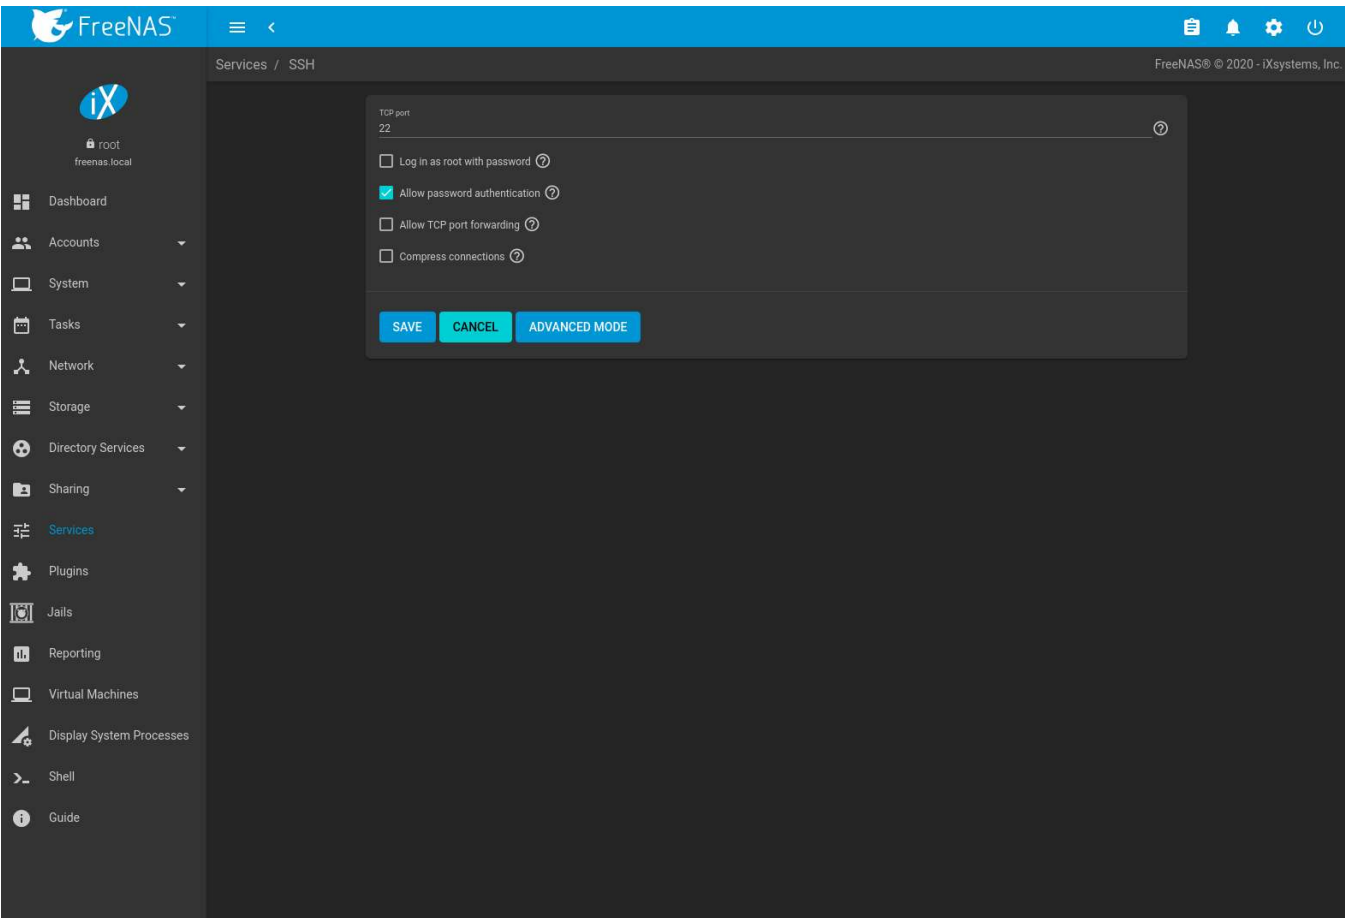 FreeNAS®
Services / SSH
FreeNAS® © 2020 - iXsystems, Inc.
iX
root
freenas.local
Dashboard
Accounts
System
Tasks
Network
Storage
Directory Services
Sharing
Services
Plugins
Jails
Reporting
Virtual Machines
Display System Processes
Shell
Guide
TCP port
22
Log in as root with password
Allow password authentication
Allow TCP port forwarding
Compress connections
SAVE CANCEL ADVANCED MODE